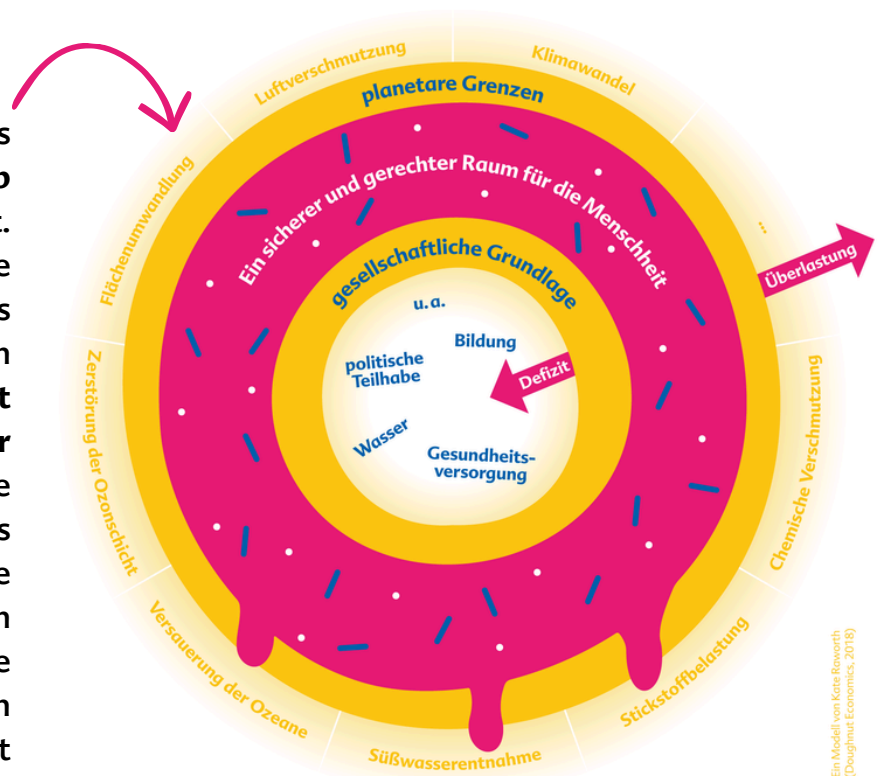 s
p
t.
e
s
n
t
r
e
s
e
n
e
n
t
Luftverschmutzung
Klimawandel
...
Flächenumwandlung
planetare Grenzen
Ein sicherer und gerechter Raum für die Menschheit
gesellschaftliche Grundlage
Überlastung
u. a.
Bildung
politische
Teilhabe
Defizit
Wasser
Gesundheits-
versorgung
Zerstörung der Ozonschicht
Chemische Verschmutzung
Versauerung der Ozeane
Stickstoffbelastung
Süßwasserentnahme
Ein Modell von Kate Raworth
(Doughnut Economics, 2018)